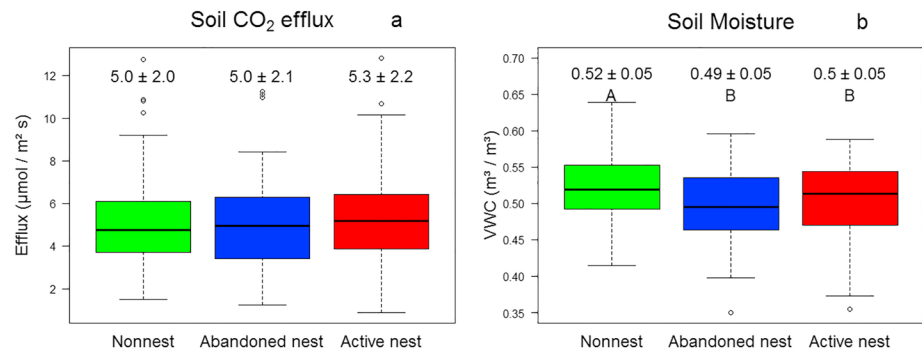 Soil CO₂ efflux a
5.0 ± 2.0 5.0 ± 2.1 5.3 ± 2.2
Efflux (μmol / m² s)
12
10
8
6
4
2
Nonnest Abandoned nest Active nest
Soil Moisture b
0.52 ± 0.05 0.49 ± 0.05 0.5 ± 0.05
A B B
VWC (m³ / m³)
0.70
0.65
0.60
0.55
0.50
0.45
0.40
0.35
Nonnest Abandoned nest Active nest